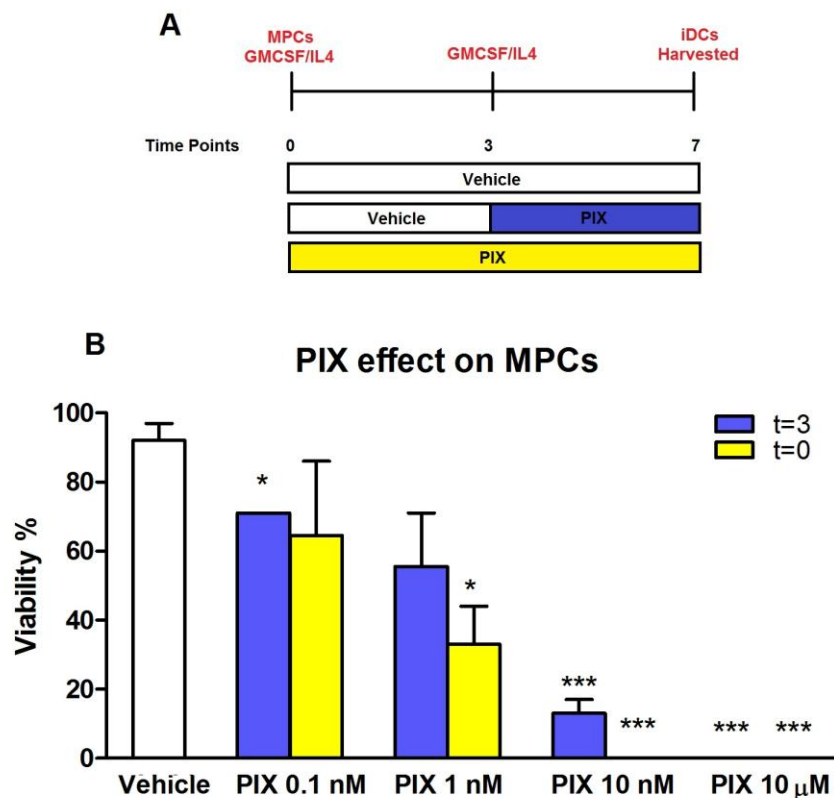 A
MPCs
GMCSF/IL4
GMCSF/IL4
iDCs
Harvested
Time Points 0 3 7
Vehicle
Vehicle PIX
PIX
B
PIX effect on MPCs
t=3
t=0
Viability %
100
80
60
40
20
0
*
*
***
***
***
***
Vehicle PIX 0.1 nM PIX 1 nM PIX 10 nM PIX 10 μM